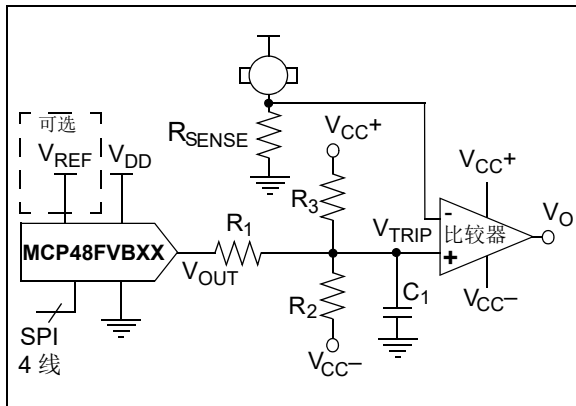 可选
VREF
VDD
RSENSE
VCC+
R3
VCC+
MCP48FVBXX
R1
VTRIP
-
比较器
VO
VOUT
+
R2
C1
VCC–
SPI
4 线
VCC–